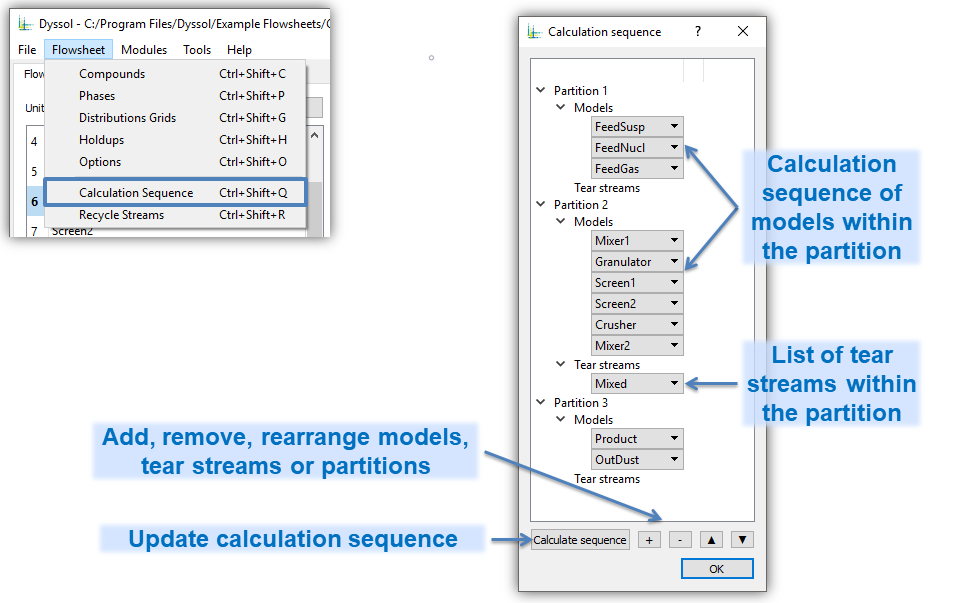 Dyssol - C:/Program Files/Dyssol/Example Flowsheets/
File Flowsheet Modules Tools Help
Flow
Unit
Compounds Ctrl+Shift+C
Phases Ctrl+Shift+P
Distributions Grids Ctrl+Shift+G
Holdups Ctrl+Shift+H
Options Ctrl+Shift+O
Calculation Sequence Ctrl+Shift+Q
Recycle Streams Ctrl+Shift+R
4
5
6
7 Screen2
Calculation sequence ?
Partition 1
Models
FeedSusp
FeedNucl
FeedGas
Tear streams
Partition 2
Models
Mixer1
Granulator
Screen1
Screen2
Crusher
Mixer2
Tear streams
Mixed
Partition 3
Models
Product
OutDust
Tear streams
Calculate sequence + - ▲ ▼
OK
Calculation
sequence of
models within
the partition
List of tear
streams within
the partition
Add, remove, rearrange models,
tear streams or partitions
Update calculation sequence